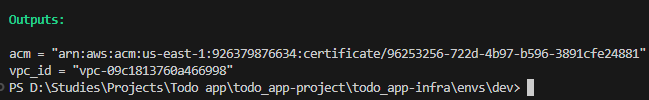 Outputs:
acm = "arn:aws:acm:us-east-1:926379876634:certificate/96253256-722d-4b97-b596-3891cfe24881"
vpc_id = "vpc-09c1813760a466998"
PS D:\Studies\Projects\Todo app\todo_app-project\todo_app-infra\envs\dev>